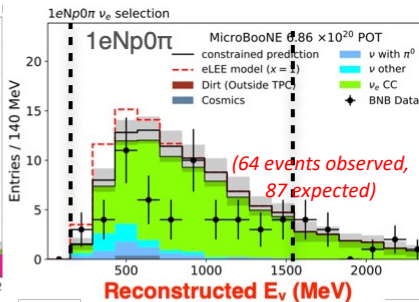 1eNp0π νe selection
1eNp0π
MicroBooNE 6.86 ×10²⁰ POT
constrained prediction
ν with π⁰
eLEE model (x = 1)
ν other
Dirt (Outside TPC)
νe CC
Cosmics
BNB Data
(64 events observed,
87 expected)
Entries / 140 MeV
20
15
10
5
0
500 1000 1500 2000
Reconstructed Eν (MeV)